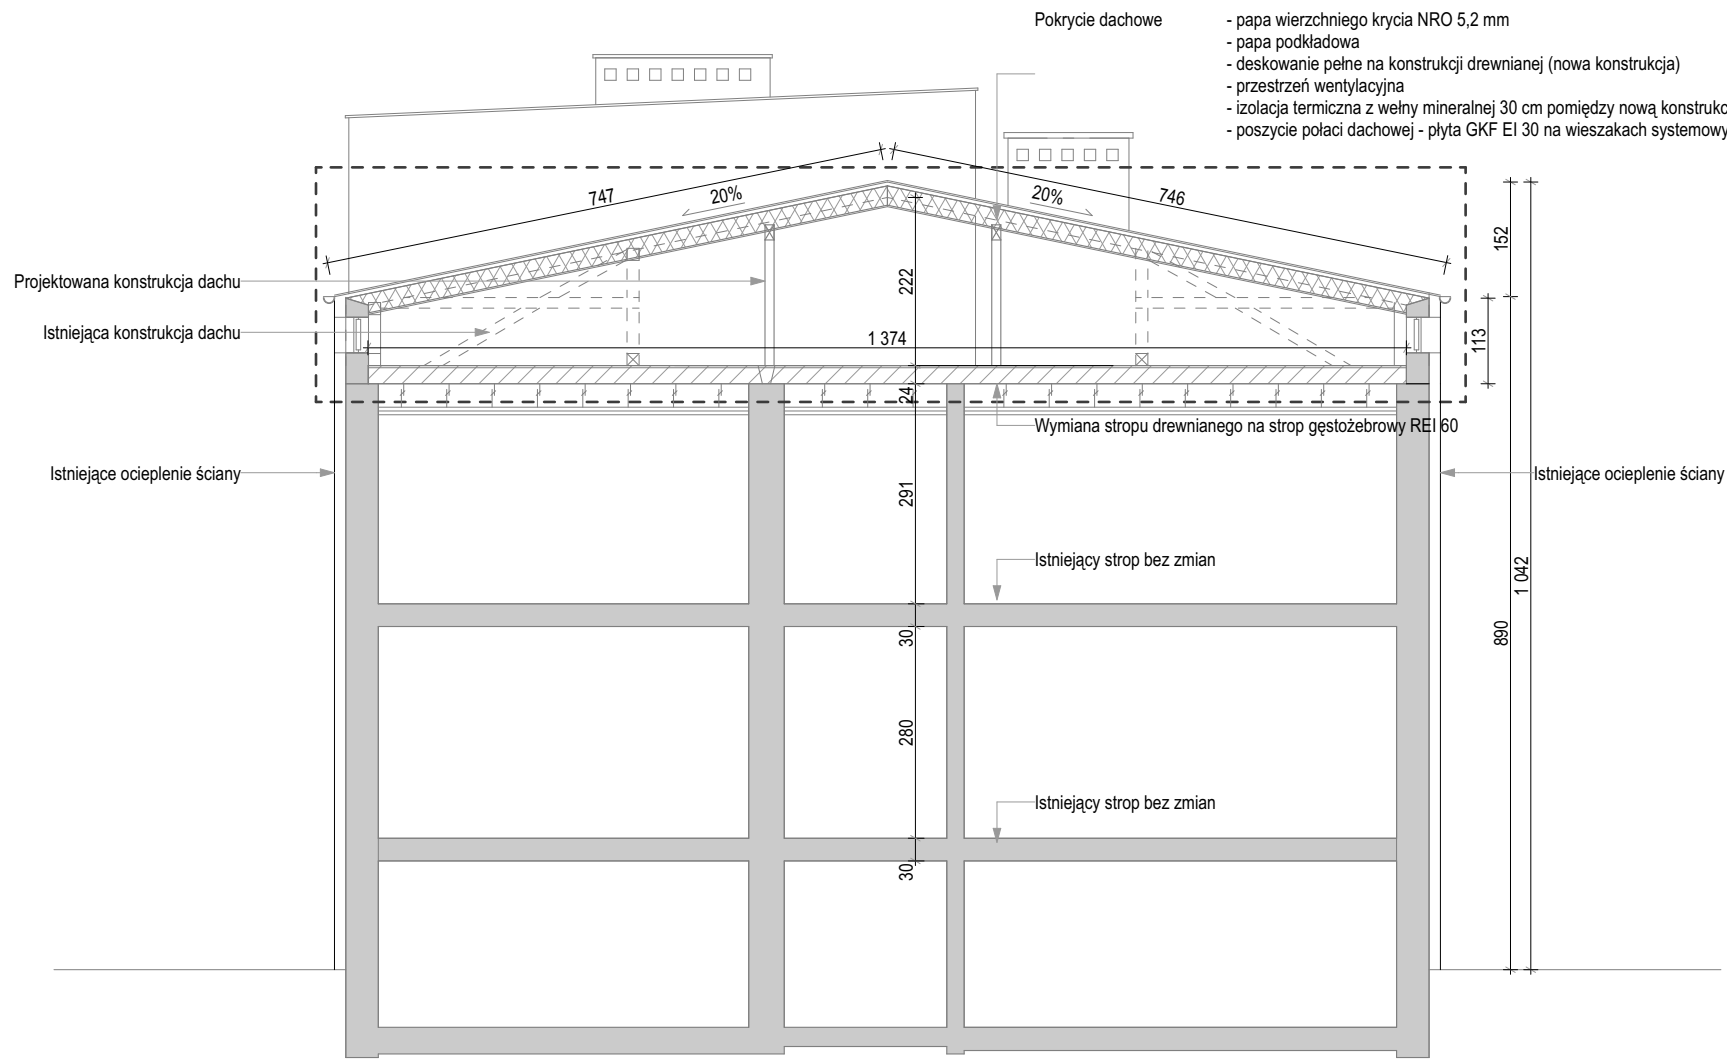 Pokrycie dachowe - papa wierzchniego krycia NRO 5,2 mm
- papa podkładowa
- deskowanie pełne na konstrukcji drewnianej (nowa konstrukcja)
- przestrzeń wentylacyjna
- izolacja termiczna z wełny mineralnej 30 cm pomiędzy nową
- poszycie połaci dachowej - płyta GKF EI 30 na wieszakach
747
20%
20%
746
152
Projektowana konstrukcja dachu
222
Istniejąca konstrukcja dachu
1 374
113
24
Wymiana stropu drewnianego na strop gęstożebrowy REI 60
Istniejące ocieplenie ściany
Istniejące ocieplenie ściany
291
Istniejący strop bez zmian
1 042
890
30
280
Istniejący strop bez zmian
30